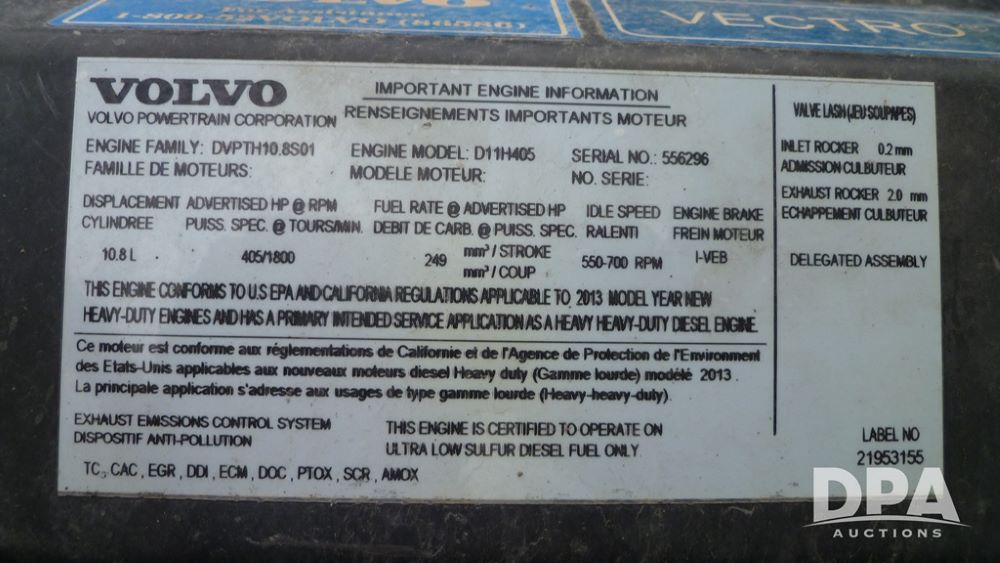 1-800-52VOLVO (86586)
VECTRO
VOLVO
VOLVO POWERTRAIN CORPORATION
IMPORTANT ENGINE INFORMATION
RENSEIGNEMENTS IMPORTANTS MOTEUR
ENGINE FAMILY: DVPTH10.8S01 ENGINE MODEL: D11H405 SERIAL NO.: 556296
FAMILLE DE MOTEURS: MODELE MOTEUR: NO. SERIE:
DISPLACEMENT ADVERTISED HP @ RPM FUEL RATE @ ADVERTISED HP IDLE SPEED ENGINE BRAKE
CYLINDREE PUISS. SPEC. @ TOURS/MIN. DEBIT DE CARB. @ PUISS. SPEC. RALENTI FREIN MOTEUR
10.8 L 405/1800 249 mm³ / STROKE 550-700 RPM I-VEB
mm³ / COUP
THIS ENGINE CONFORMS TO U.S EPA AND CALIFORNIA REGULATIONS APPLICABLE TO 2013 MODEL YEAR NEW
HEAVY-DUTY ENGINES AND HAS A PRIMARY INTENDED SERVICE APPLICATION AS A HEAVY HEAVY-DUTY DIESEL ENGINE.
Ce moteur est conforme aux réglementations de Californie et de l'Agence de Protection de l'Environment
des Etats-Unis applicables aux nouveaux moteurs diesel Heavy duty (Gamme lourde) modélé 2013.
La principale application s'adresse aux usages de type gamme lourde (Heavy-heavy-duty).
EXHAUST EMISSIONS CONTROL SYSTEM
DISPOSITIF ANTI-POLLUTION
TC, CAC, EGR, DDI, ECM, DOC, PTOX, SCR, AMOX
THIS ENGINE IS CERTIFIED TO OPERATE ON
ULTRA LOW SULFUR DIESEL FUEL ONLY.
VALVE LASH (JEU SOUPAPES)
INLET ROCKER 0.2 mm
ADMISSION CULBUTEUR
EXHAUST ROCKER 2.0 mm
ECHAPPEMENT CULBUTEUR
DELEGATED ASSEMBLY
LABEL NO
21953155
DPA
AUCTIONS